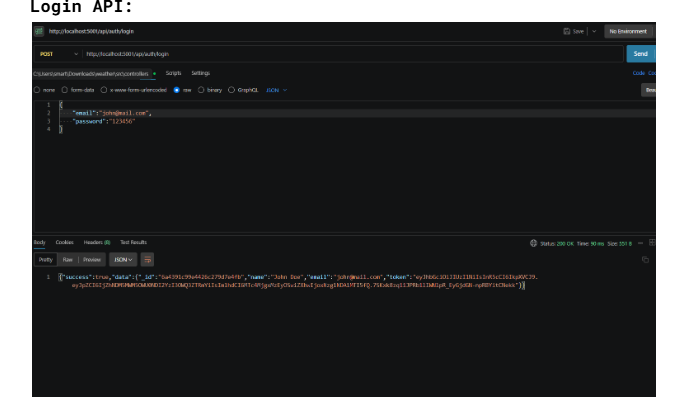 Login API:
http://localhost:5001/api/auth/login
Save
No Environment
POST
http://localhost:5001/api/auth/login
Send
C:\Users\smart\Downloads\weather\src\controllers
Scripts
Settings
Code
none
form-data
x-www-form-urlencoded
raw
binary
GraphQL
JSON
1 {
2 "email":"john@mail.com",
3 "password":"123456"
4 }
Body
Cookies
Headers (8)
Test Results
Status: 200 OK
Time: 90 ms
Size: 551 B
Pretty
Raw
Preview
JSON
1 {"success":true,"data":{"_id":
"name":"John Doe","email":"john@mail.com","token":